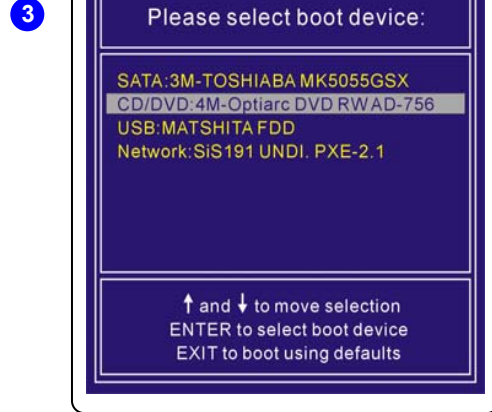 3
Please select boot device:
SATA:3M-TOSHIABA MK5055GSX
CD/DVD:4M-Optiarc DVD RWAD-756
USB:MATSHITA FDD
Network:SiS191 UNDI. PXE-2.1
↑ and ↓ to move selection
ENTER to select boot device
EXIT to boot using defaults